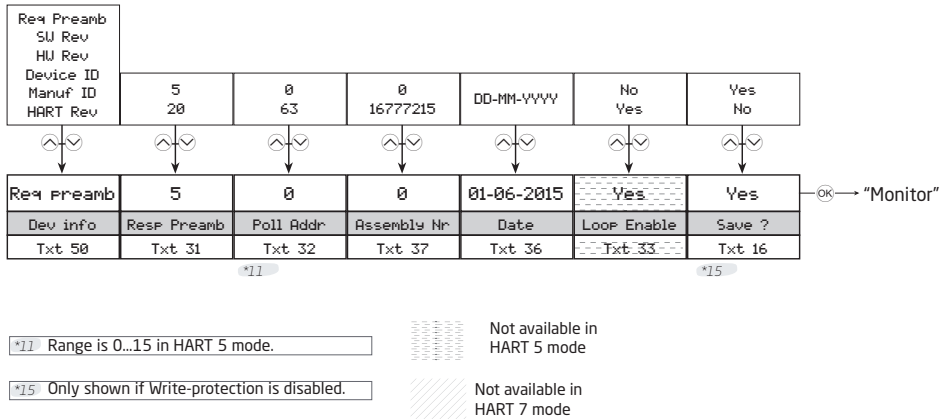 Req Preamb
SW Rev
HW Rev
Device ID
Manuf ID
HART Rev
5
20
0
63
0
16777215
DD-MM-YYYY
No
Yes
Yes
No
Req preamb
5
0
0
01-06-2015
Yes
Yes
OK
"Monitor"
Dev info
Resp Preamb
Poll Addr
Assembly Nr
Date
Loop Enable
Save ?
Txt 50
Txt 31
Txt 32
Txt 37
Txt 36
Txt 33
Txt 16
*11
*15
*11 Range is 0...15 in HART 5 mode.
*15 Only shown if Write-protection is disabled.
Not available in
HART 5 mode
Not available in
HART 7 mode